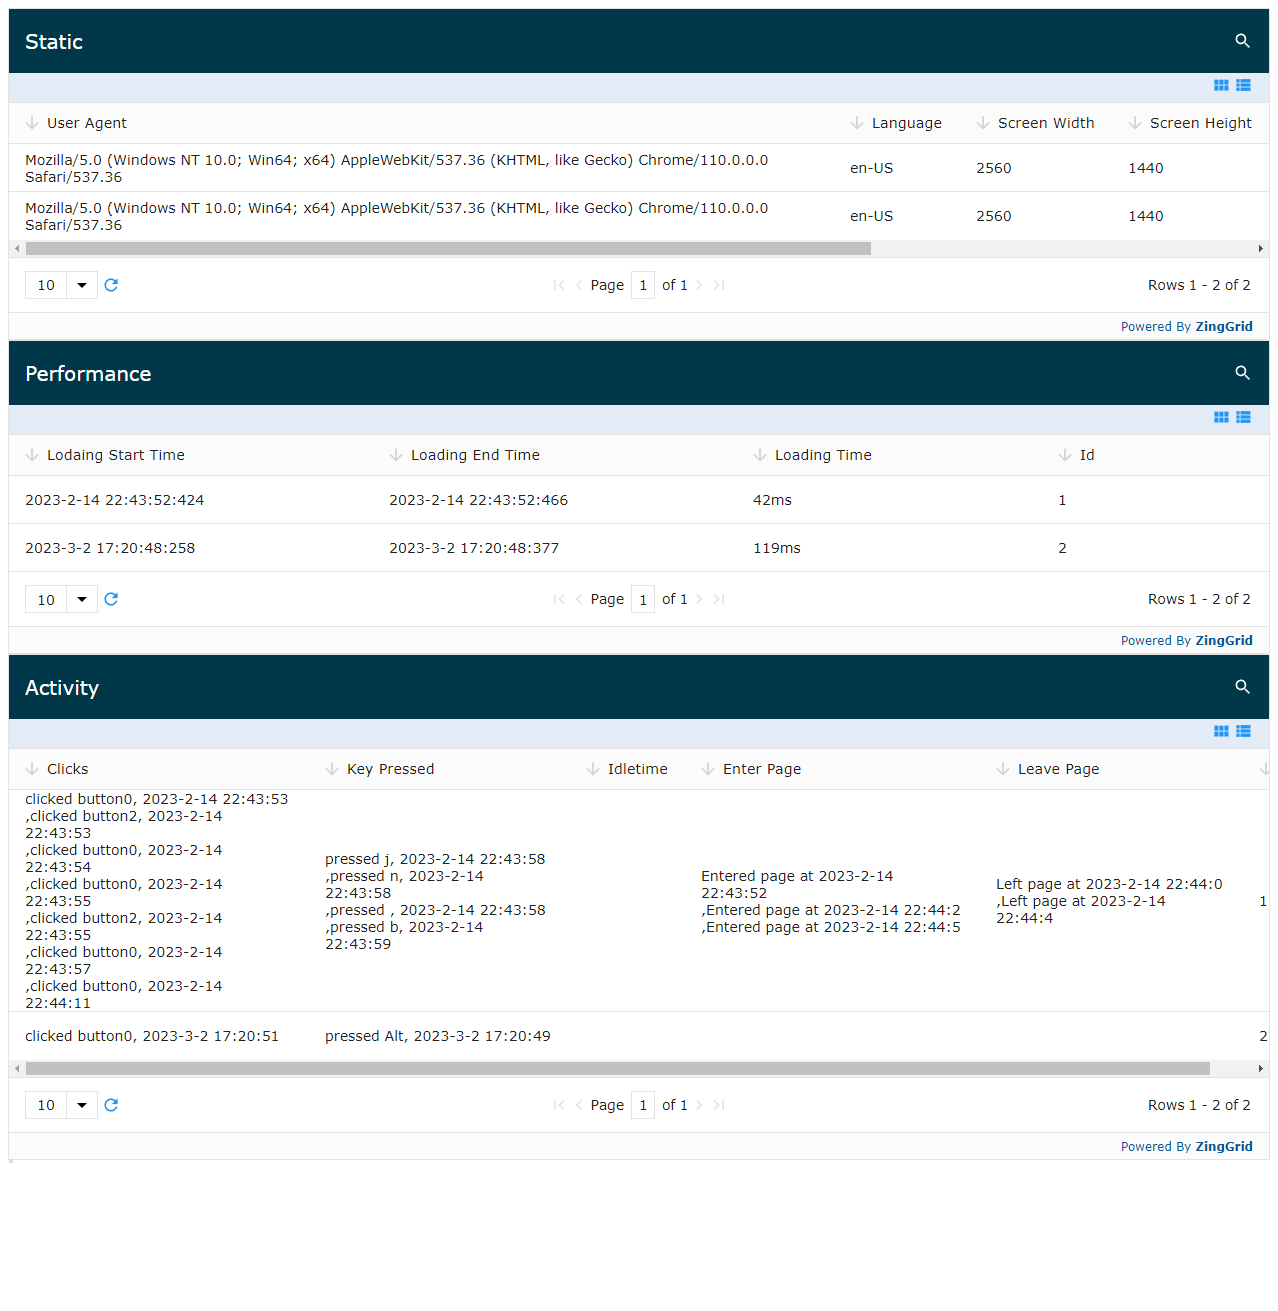 Static
User Agent Language Screen Width Screen Height
Mozilla/5.0 (Windows NT 10.0; Win64; x64) AppleWebKit/537.36 (KHTML, like Gecko) Chrome/110.0.0.0
Safari/537.36
en-US 2560 1440
Mozilla/5.0 (Windows NT 10.0; Win64; x64) AppleWebKit/537.36 (KHTML, like Gecko) Chrome/110.0.0.0
Safari/537.36
en-US 2560 1440
10 Page 1 of 1 Rows 1 - 2 of 2
Powered By ZingGrid
Performance
Lodaing Start Time Loading End Time Loading Time Id
2023-2-14 22:43:52:424 2023-2-14 22:43:52:466 42ms 1
2023-3-2 17:20:48:258 2023-3-2 17:20:48:377 119ms 2
10 Page 1 of 1 Rows 1 - 2 of 2
Powered By ZingGrid
Activity
Clicks Key Pressed Idletime Enter Page Leave Page
clicked button0, 2023-2-14 22:43:53
,clicked button2, 2023-2-14
22:43:53
,clicked button0, 2023-2-14
22:43:54
,clicked button0, 2023-2-14
22:43:55
,clicked button2, 2023-2-14
22:43:55
,clicked button0, 2023-2-14
22:43:57
,clicked button0, 2023-2-14
22:44:11
pressed j, 2023-2-14 22:43:58
,pressed n, 2023-2-14
22:43:58
,pressed , 2023-2-14 22:43:58
,pressed b, 2023-2-14
22:43:59
Entered page at 2023-2-14
22:43:52
,Entered page at 2023-2-14 22:44:2
,Entered page at 2023-2-14 22:44:5
Left page at 2023-2-14 22:44:0
,Left page at 2023-2-14
22:44:4
1
clicked button0, 2023-3-2 17:20:51 pressed Alt, 2023-3-2 17:20:49 2
10 Page 1 of 1 Rows 1 - 2 of 2
Powered By ZingGrid